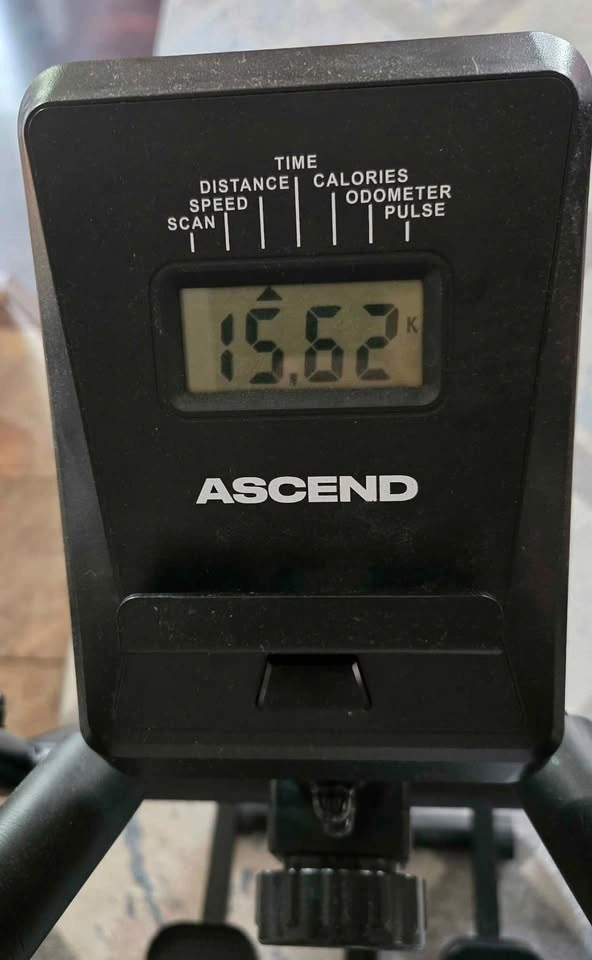 TIME
DISTANCE CALORIES
SPEED ODOMETER
SCAN PULSE
15.62 K
ASCEND